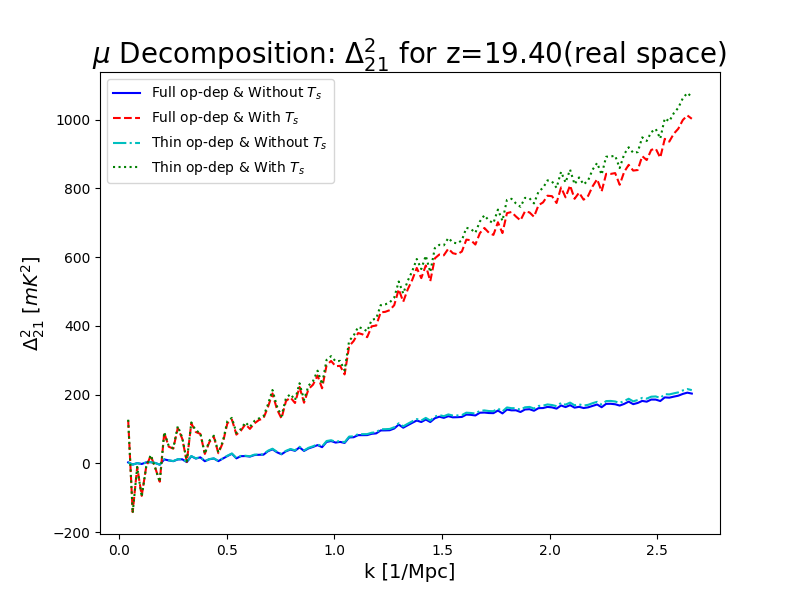 μ Decomposition: Δ²₂₁ for z=19.40(real space)
Full op-dep & Without Tₛ
Full op-dep & With Tₛ
Thin op-dep & Without Tₛ
Thin op-dep & With Tₛ
1000
800
600
400
200
0
−200
Δ²₂₁ [mK²]
0.0 0.5 1.0 1.5 2.0 2.5
k [1/Mpc]